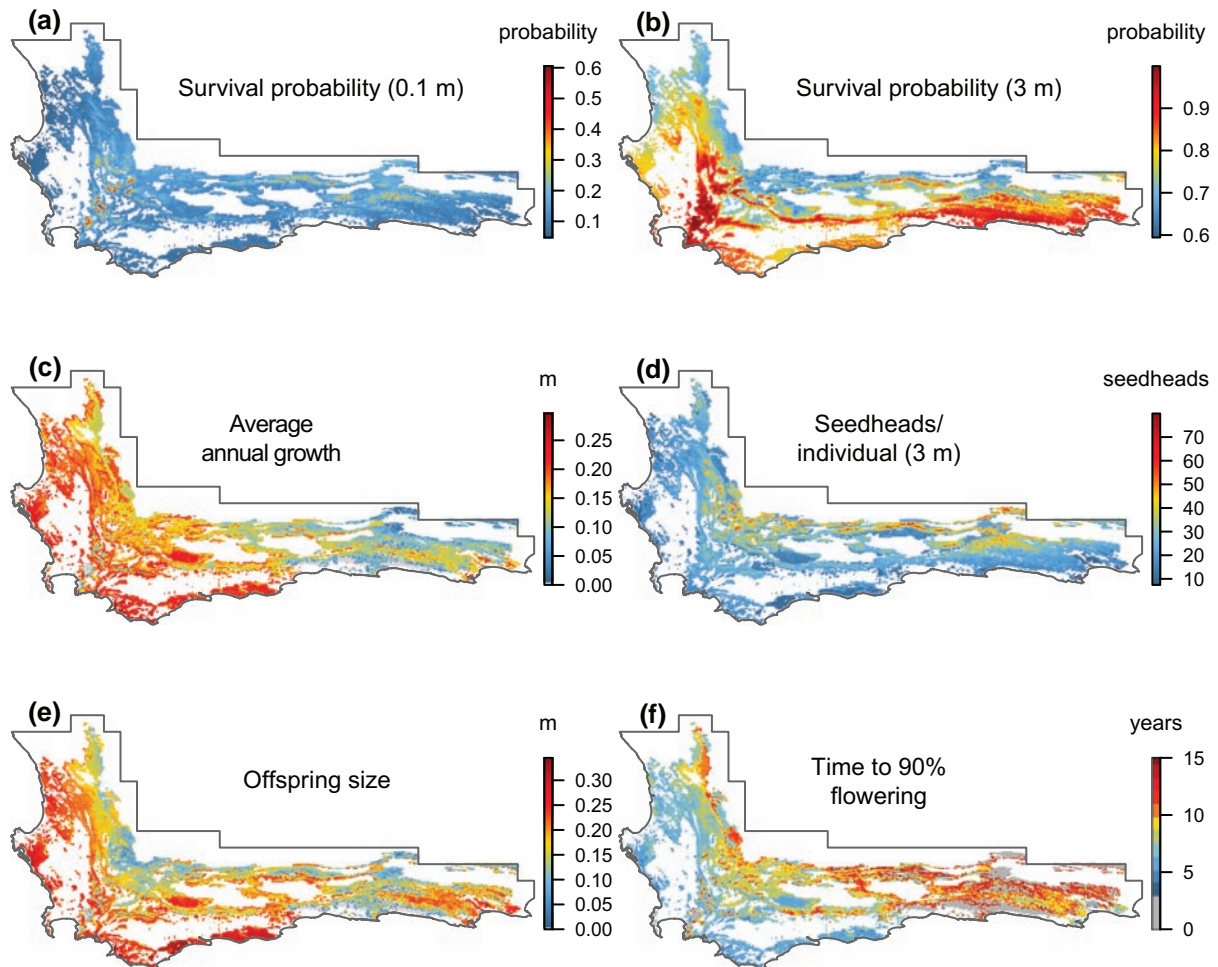 (a)
probability
Survival probability (0.1 m)
0.6
0.5
0.4
0.3
0.2
0.1
(b)
probability
Survival probability (3 m)
0.9
0.8
0.7
0.6
(c)
m
Average
annual growth
0.25
0.20
0.15
0.10
0.05
0.00
(d)
seedheads
Seedheads/
individual (3 m)
70
60
50
40
30
20
10
(e)
m
Offspring size
0.30
0.25
0.20
0.15
0.10
0.05
0.00
(f)
years
Time to 90%
flowering
15
10
5
0